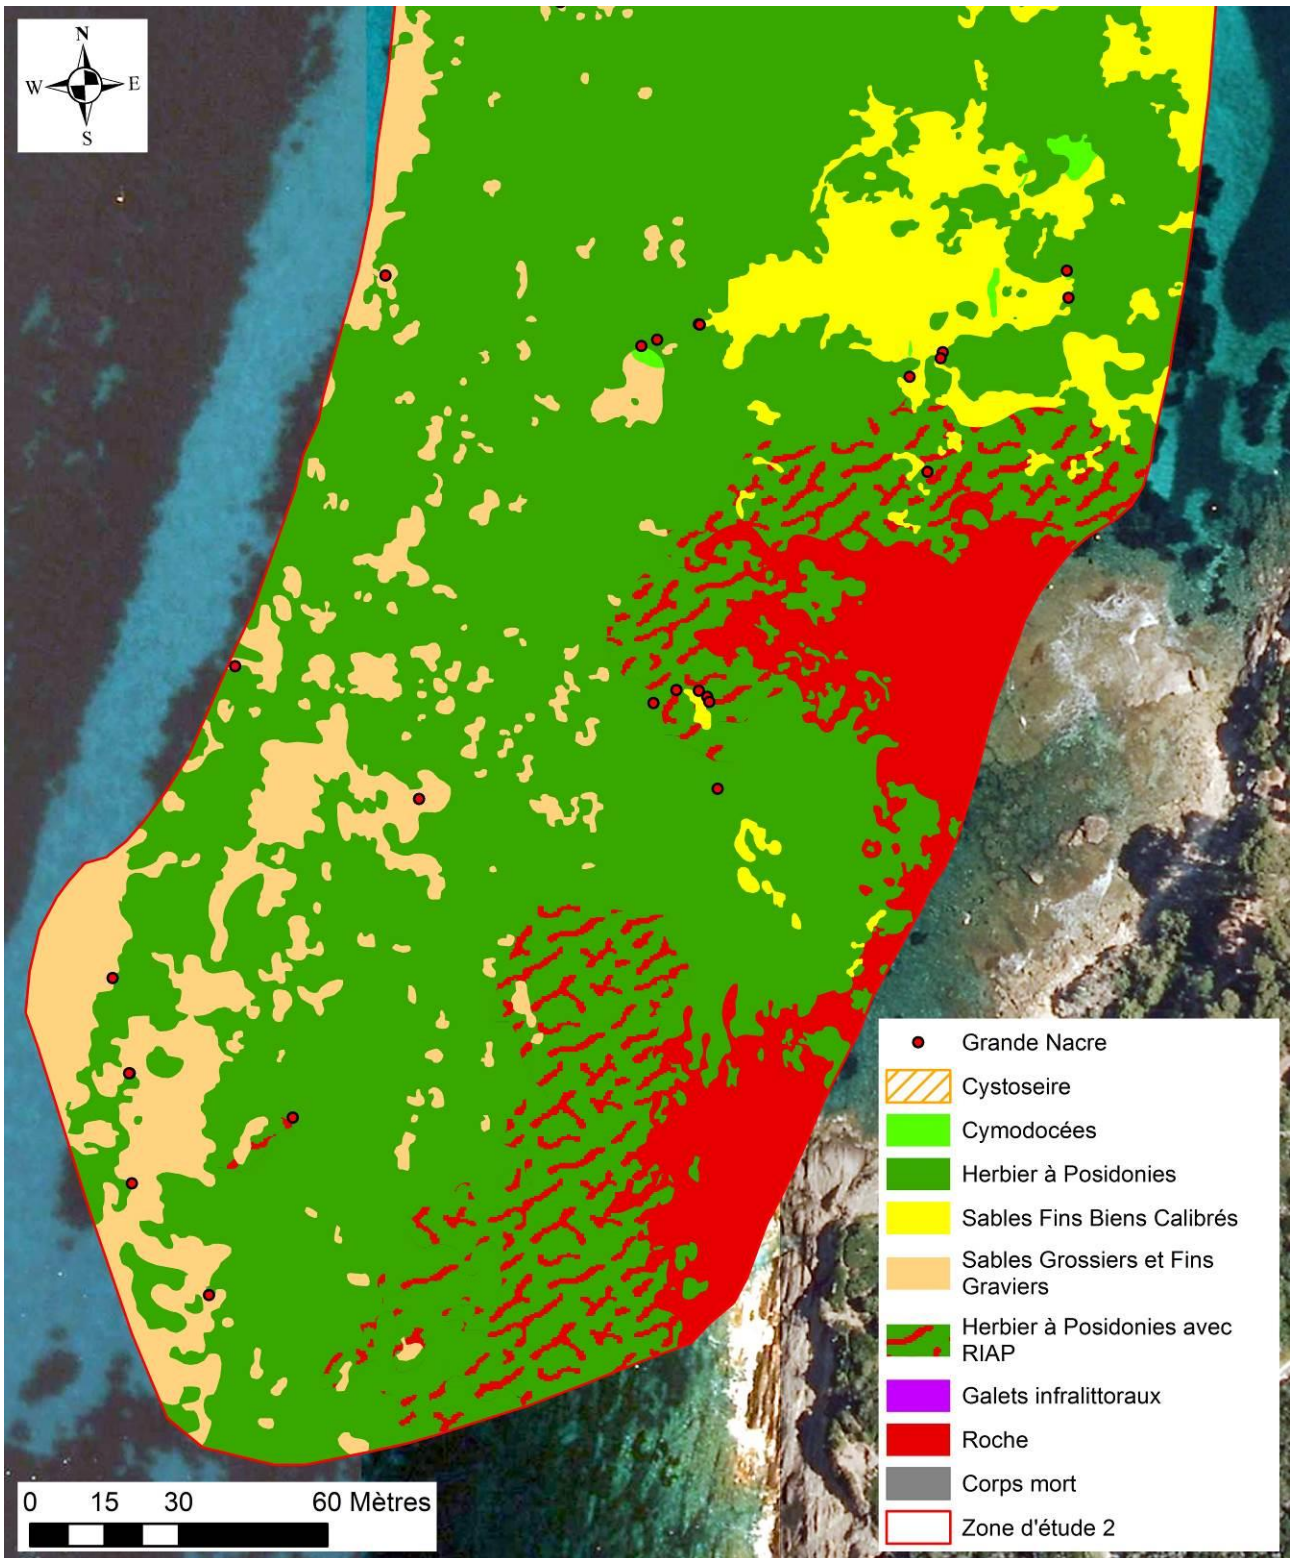 N
W E
S
Grande Nacre
Cystoseire
Cymodocées
Herbier à Posidonies
Sables Fins Biens Calibrés
Sables Grossiers et Fins
Graviers
Herbier à Posidonies avec
RIAP
Galets infralittoraux
Roche
Corps mort
Zone d'étude 2
0 15 30 60 Mètres